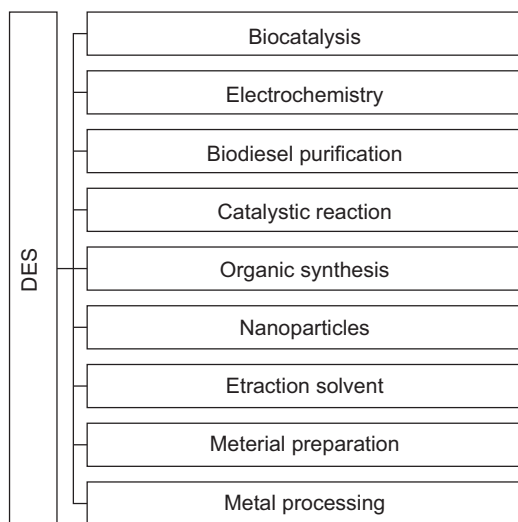 DES
Biocatalysis
Electrochemistry
Biodiesel purification
Catalystic reaction
Organic synthesis
Nanoparticles
Etraction solvent
Meterial preparation
Metal processing